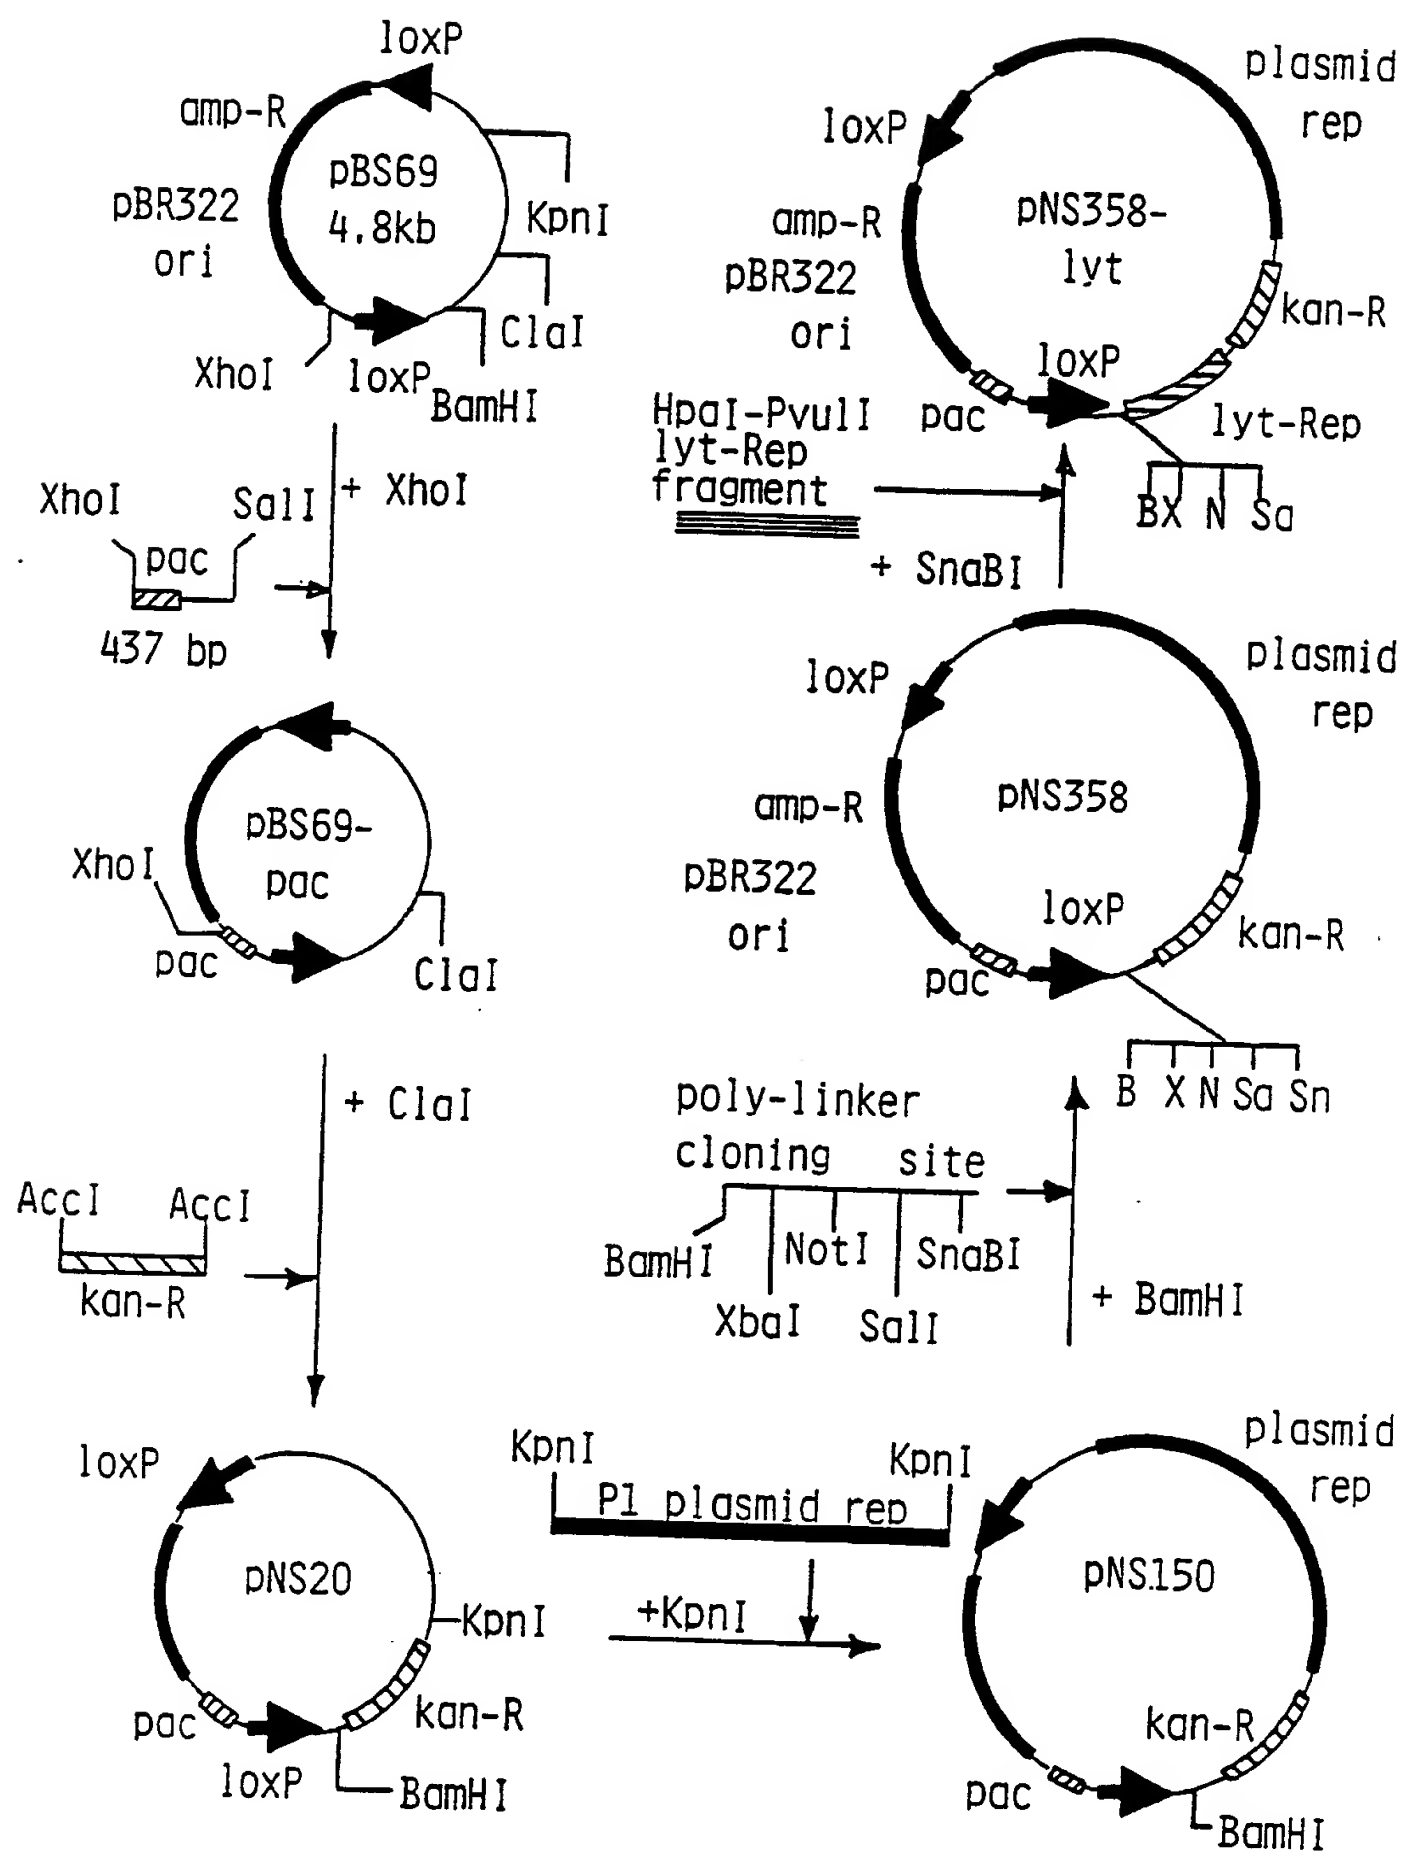 loxP
amp-R
pBS69
4.8kb
pBR322
ori
KpnI
ClaI
XhoI
loxP
BamHI
+ XhoI
XhoI
SalI
pac
437 bp
pBS69-
pac
XhoI
pac
ClaI
+ ClaI
AccI
AccI
kan-R
loxP
pNS20
KpnI
kan-R
pac
loxP
BamHI
KpnI
KpnI
P1 plasmid rep
+KpnI
plasmid
rep
pNS150
kan-R
pac
BamHI
poly-linker
cloning site
BamHI
XbaI
NotI
SalI
SnaBI
+ BamHI
plasmid
rep
loxP
pNS358
amp-R
pBR322
ori
loxP
kan-R
pac
B X N Sa Sn
HpaI-PvuII
lyt-Rep
fragment
+ SnaBI
plasmid
rep
loxP
pNS358-
lyt
amp-R
pBR322
ori
kan-R
loxP
pac
lyt-Rep
BX N Sa